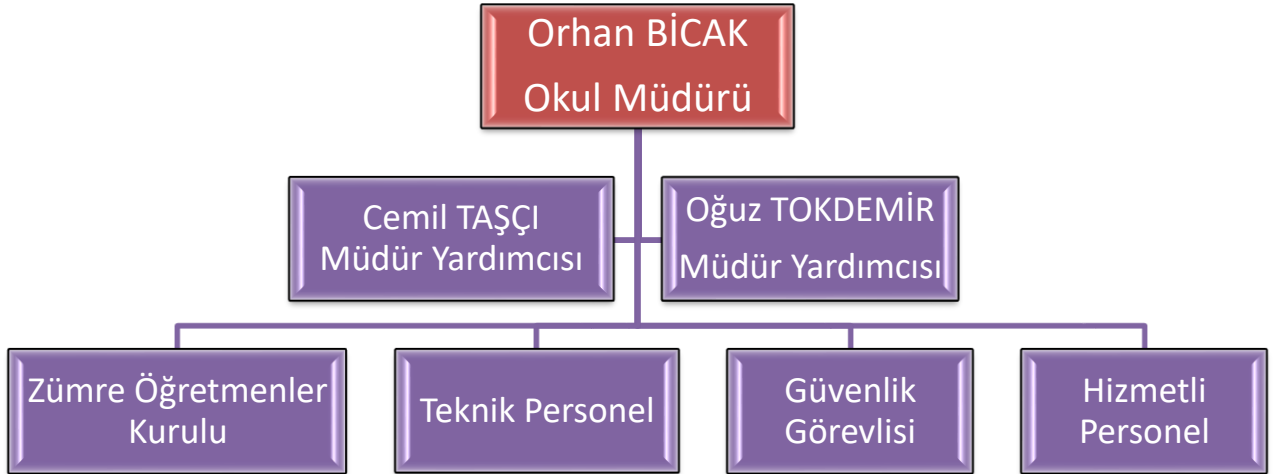 Orhan BİCAK
Okul Müdürü
Cemil TAŞÇI
Müdür Yardımcısı
Oğuz TOKDEMİR
Müdür Yardımcısı
Zümre Öğretmenler
Kurulu
Teknik Personel
Güvenlik
Görevlisi
Hizmetli
Personel